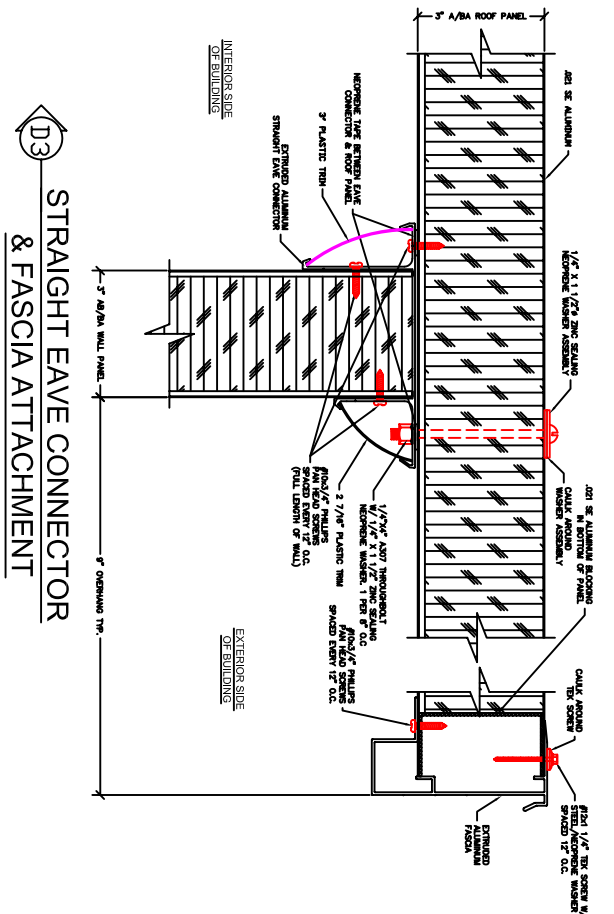 3" A/BA ROOF PANEL
.021 SE ALUMINUM
1/4" X 1 1/2"ø ZINC SEALING
NEOPRENE WASHER ASSEMBLY
CAULK AROUND
WASHER ASSEMBLY
.021 SE ALUMINUM BLOCKING
IN BOTTOM OF PANEL
CAULK AROUND
TEK SCREW
#12x1 1/4" TEK SCREW W/
STEEL/NEOPRENE WASHER
SPACED 12" O.C.
NEOPRENE TAPE BETWEEN EAVE
CONNECTOR & ROOF PANEL
3" PLASTIC TRIM
EXTRUDED ALUMINUM
STRAIGHT EAVE CONNECTOR
INTERIOR SIDE
OF BUILDING
1/4"X4" A307 THROUGHBOLT
W/ 1/4" X 1 1/2" ZINC SEALING
NEOPRENE WASHER. 1 PER 8" O.C
2 7/16" PLASTIC TRIM
#10x3/4" PHILLIPS
PAN HEAD SCREWS
SPACED EVERY 12" O.C.
(FULL LENGTH OF WALL)
#10x3/4" PHILLIPS
PAN HEAD SCREWS
SPACED EVERY 12" O.C.
EXTRUDED
ALUMINUM
FASCIA
EXTERIOR SIDE
OF BUILDING
3" AB/BA WALL PANEL
9" OVERHANG TYP.
D3
STRAIGHT EAVE CONNECTOR
& FASCIA ATTACHMENT